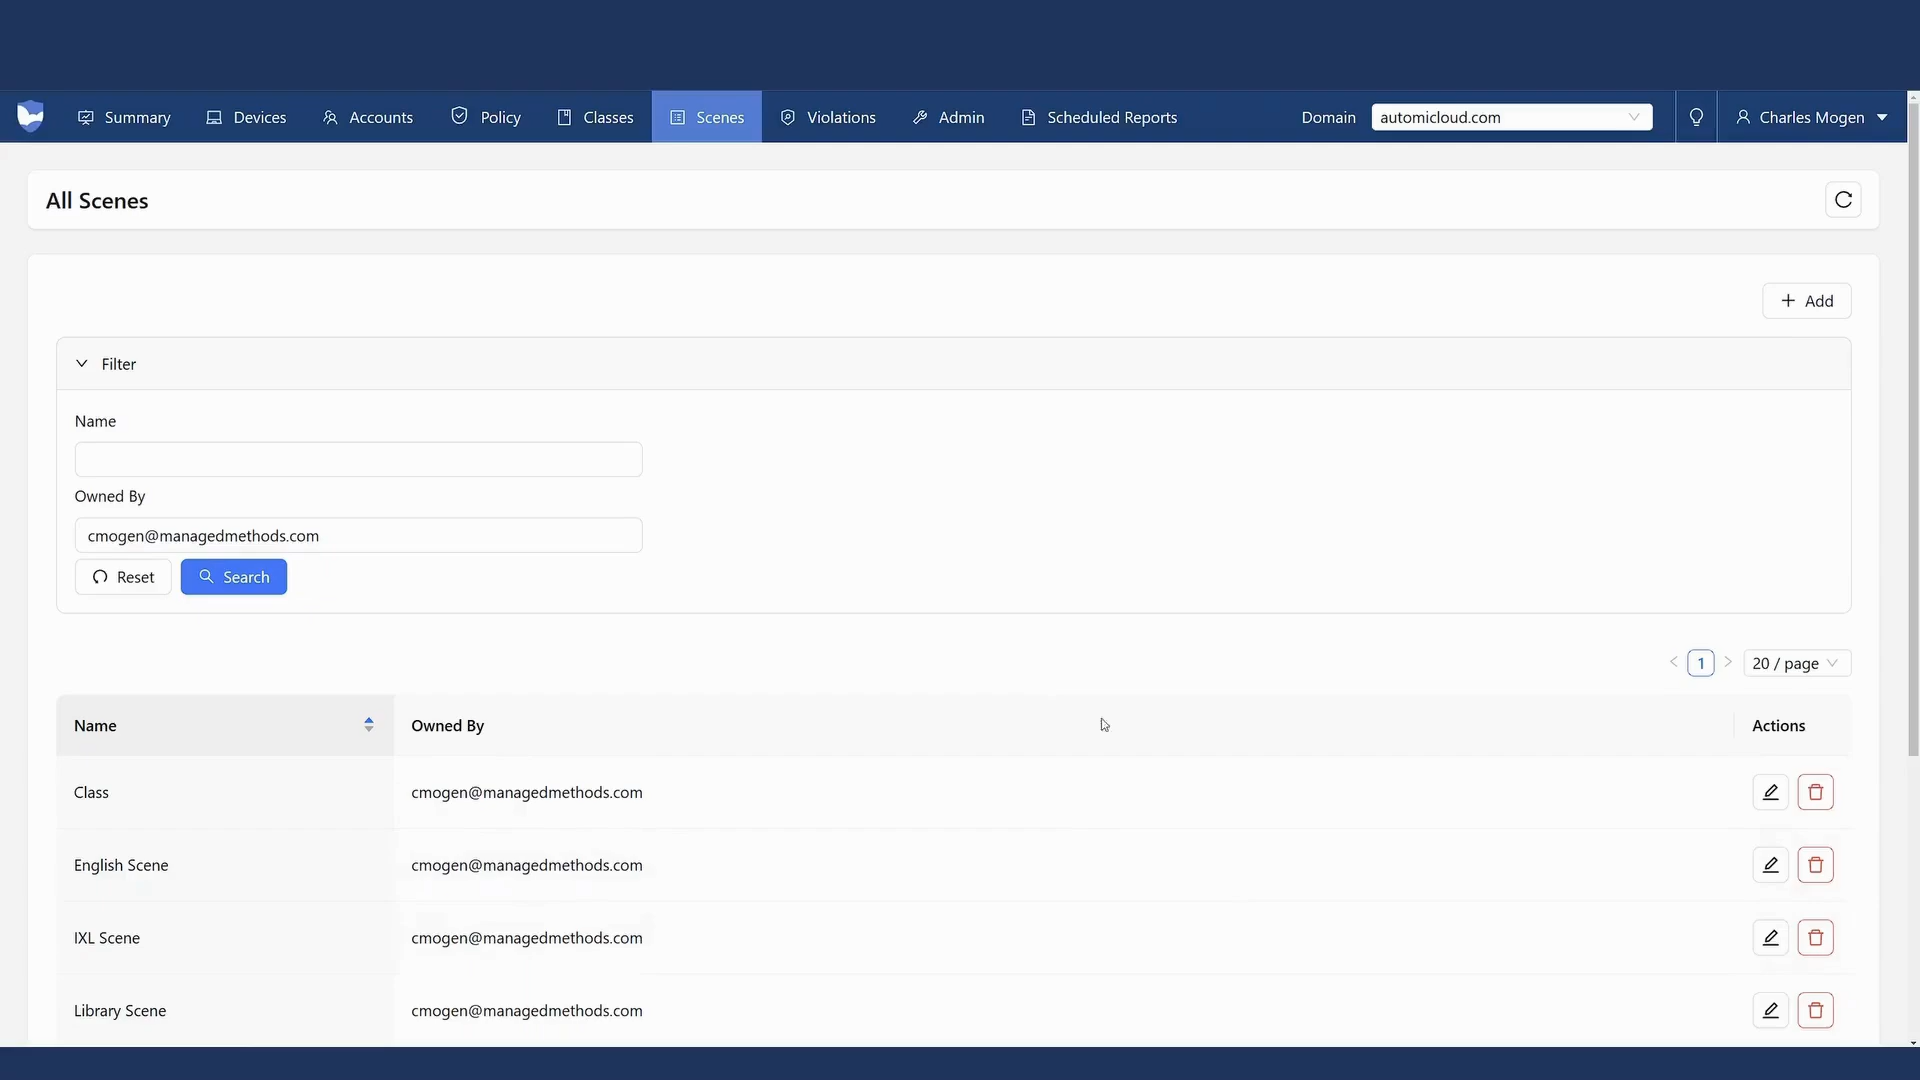 Summary Devices Accounts Policy Classes Scenes Violations Admin Scheduled Reports Domain automicloud.com Charles Mogen
All Scenes
Add
Filter
Name
Owned By
cmogen@managedmethods.com
Reset Search
1 20 / page
Name Owned By Actions
Class cmogen@managedmethods.com
English Scene cmogen@managedmethods.com
IXL Scene cmogen@managedmethods.com
Library Scene cmogen@managedmethods.com